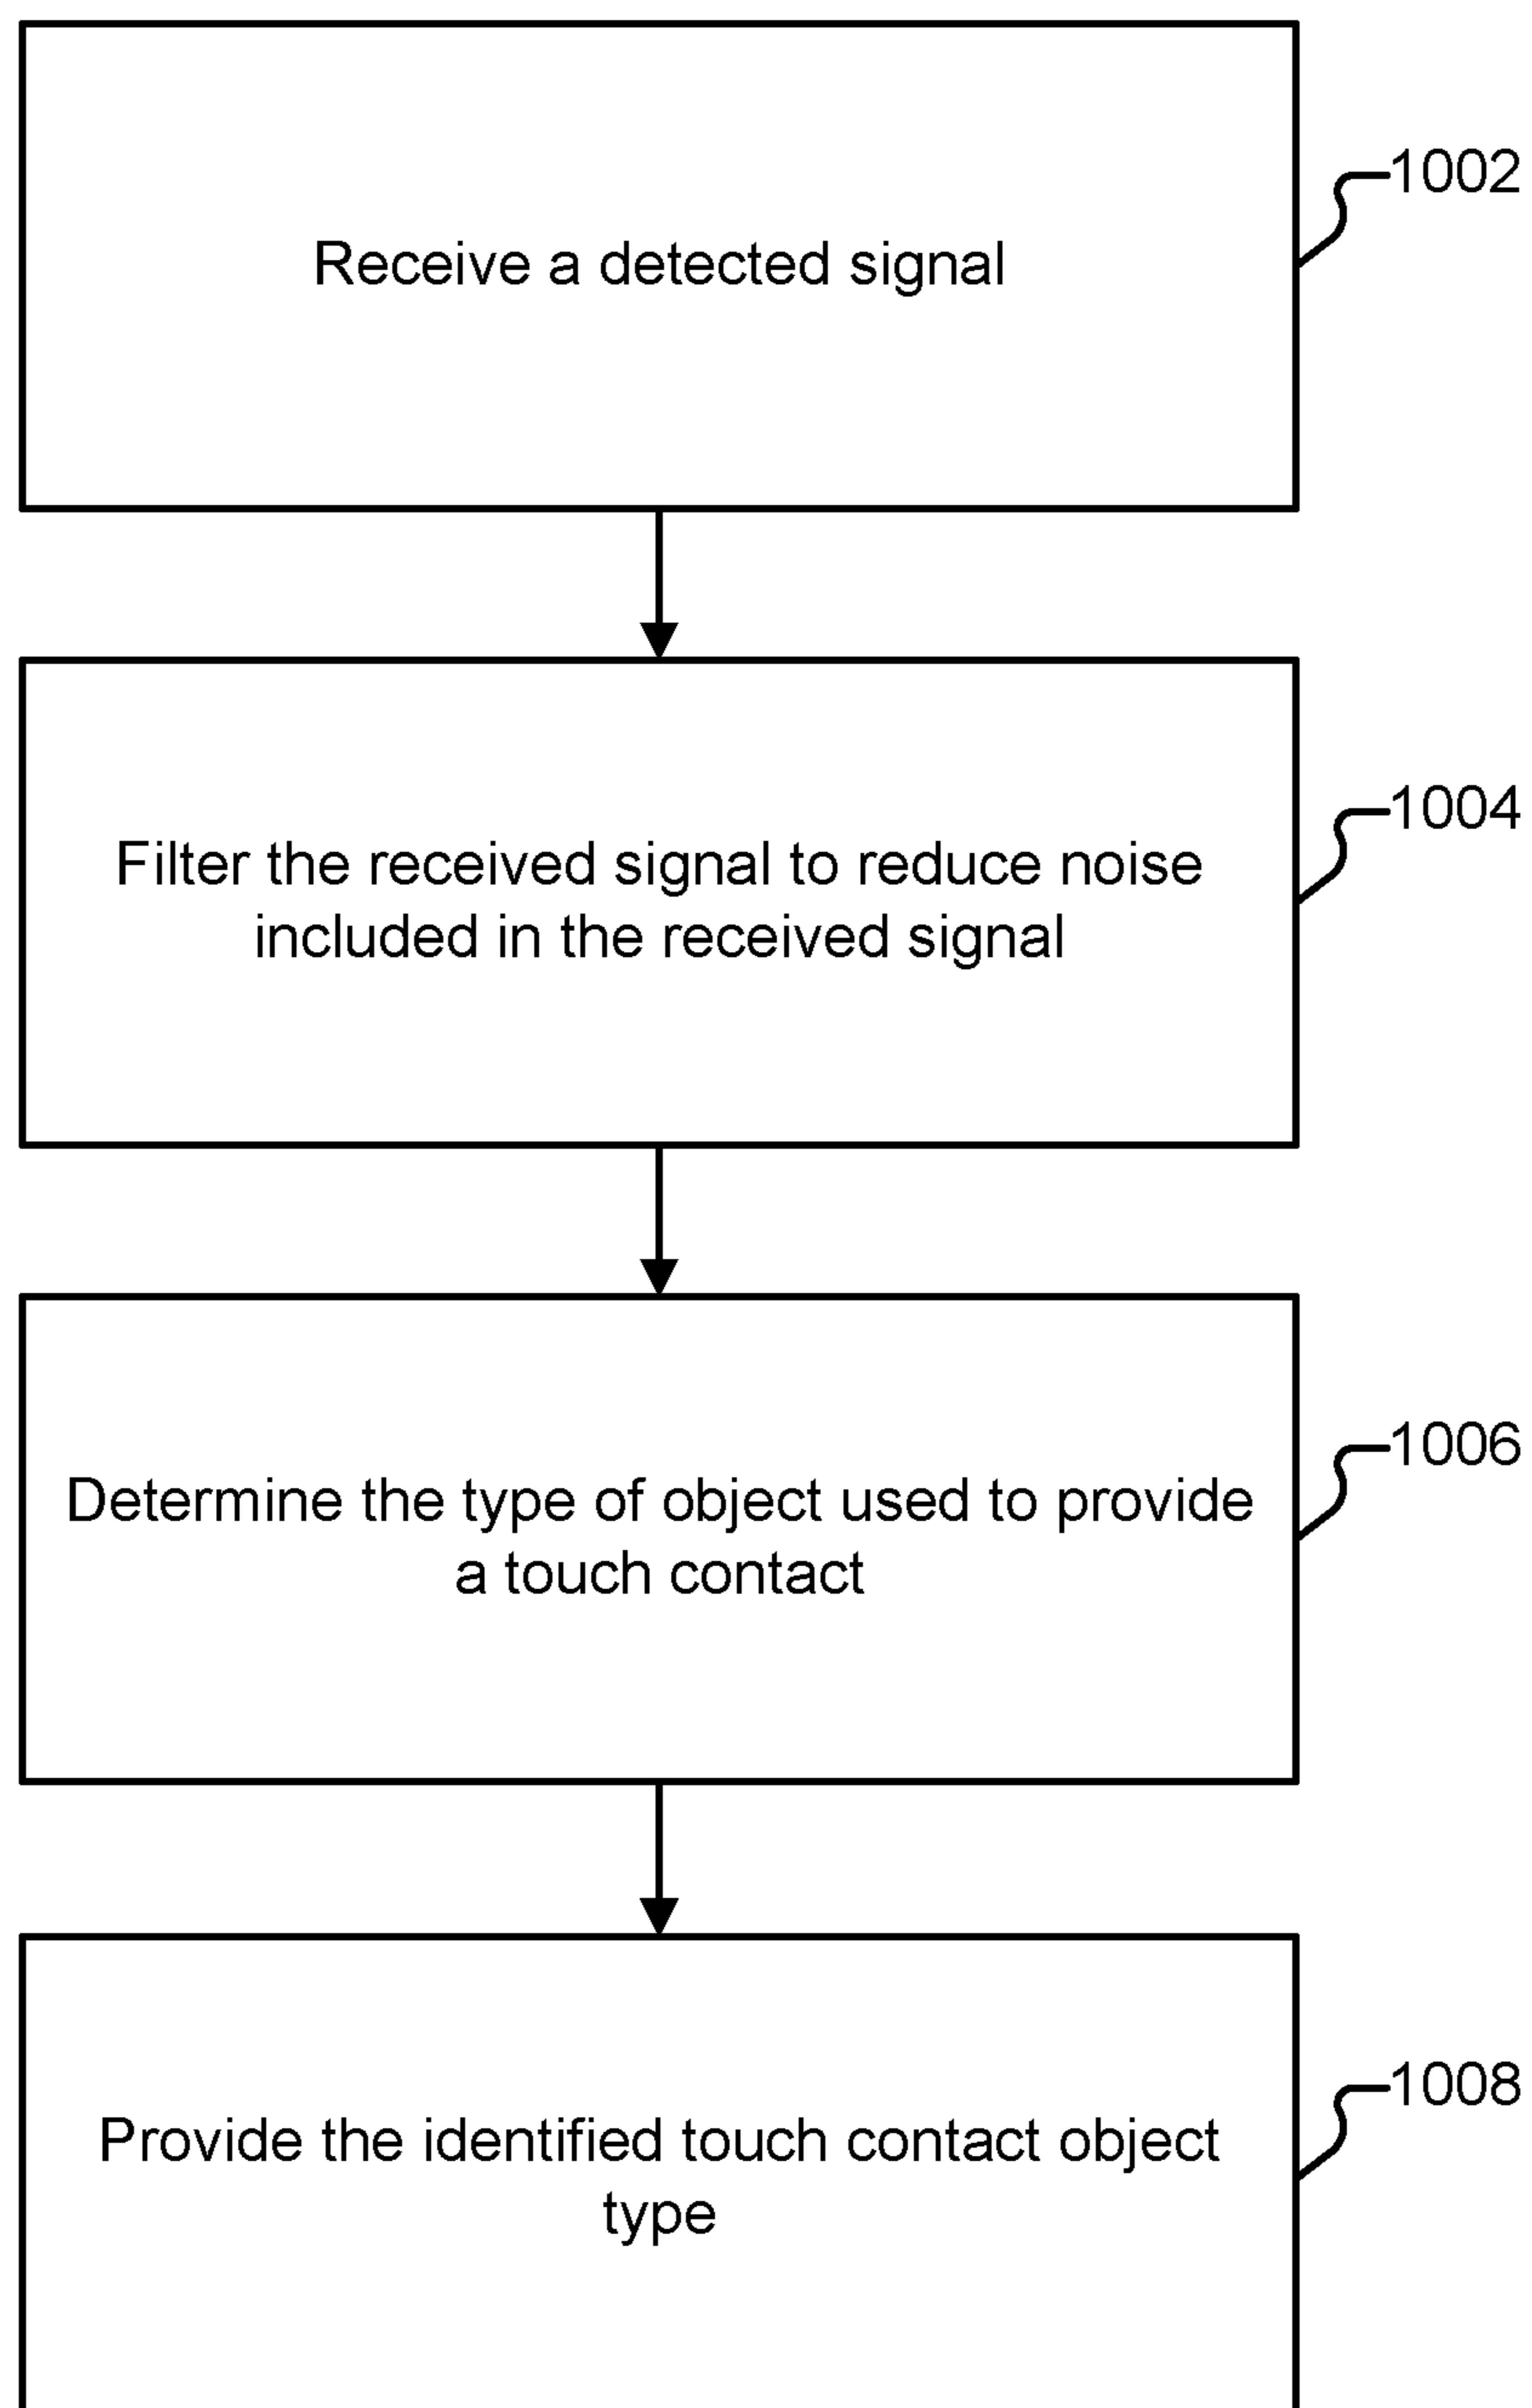 Receive a detected signal
1002
Filter the received signal to reduce noise
included in the received signal
1004
Determine the type of object used to provide
a touch contact
1006
Provide the identified touch contact object
type
1008